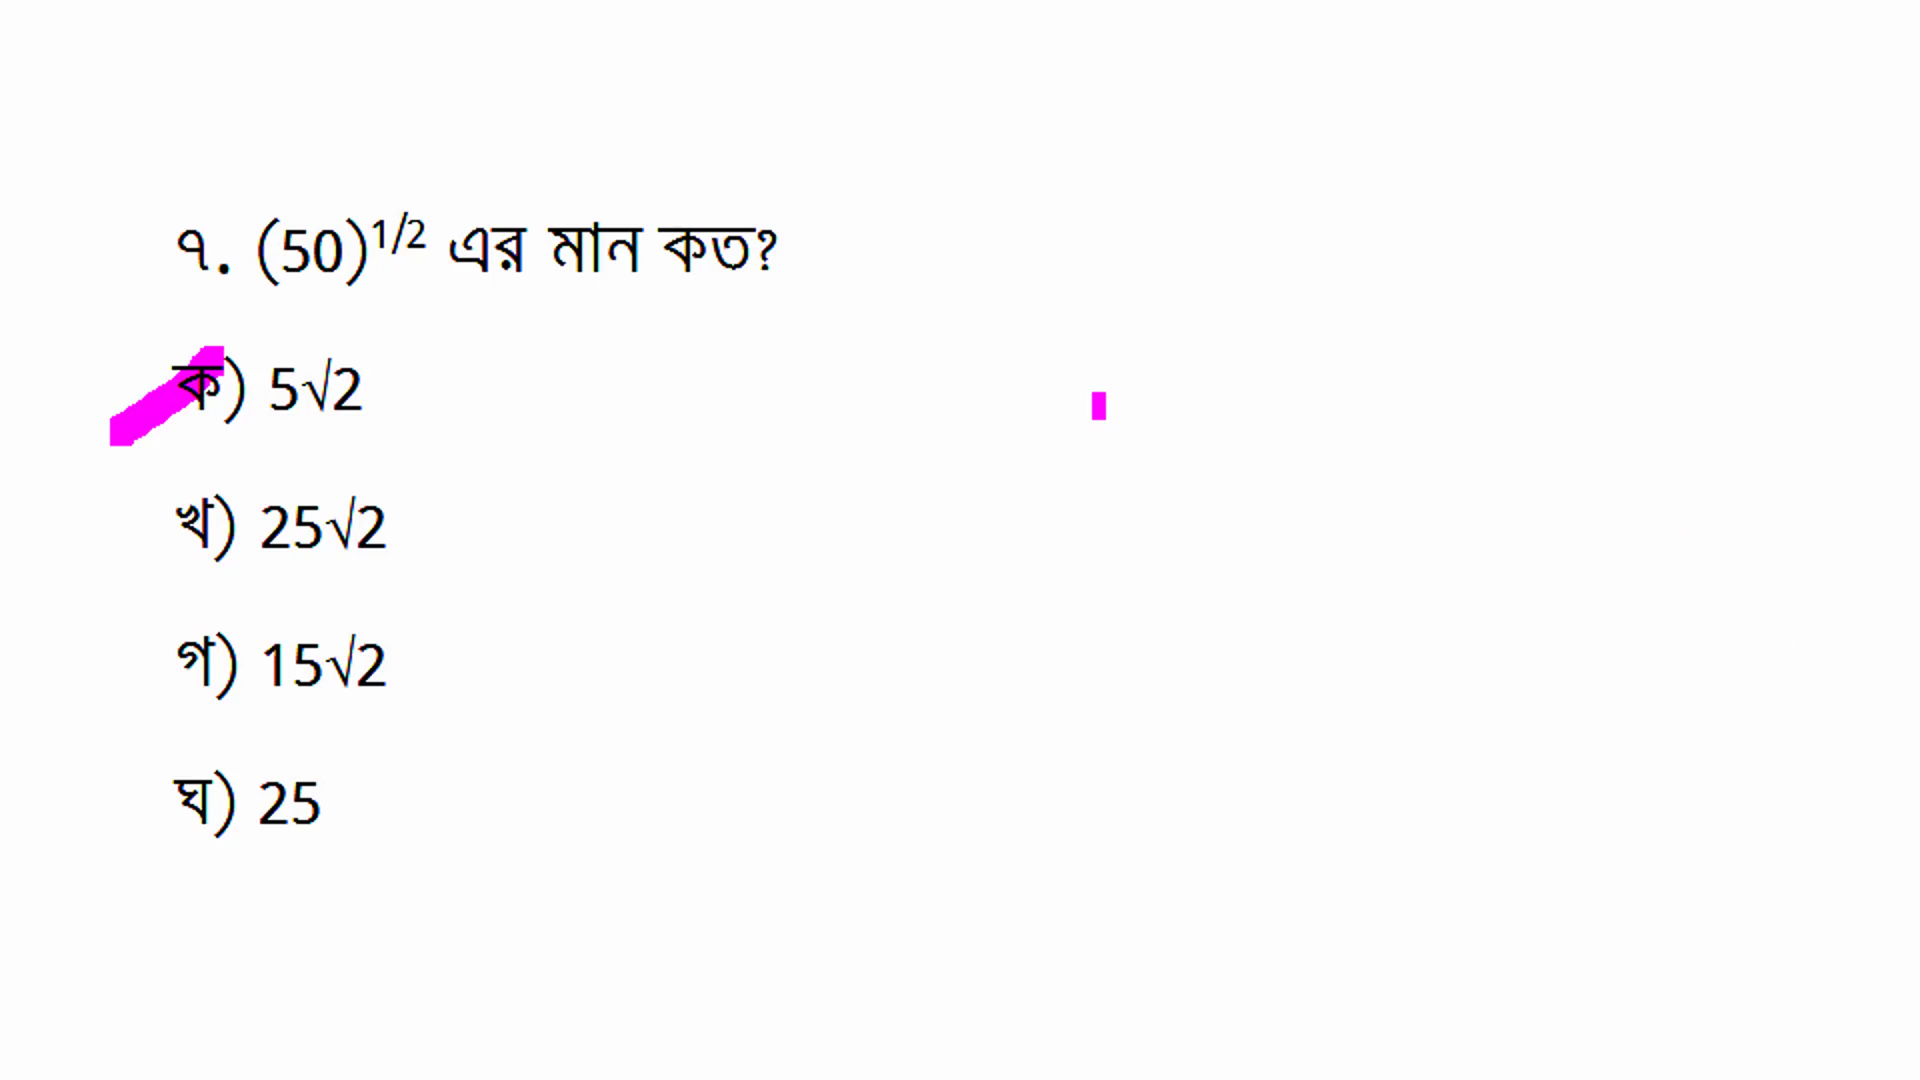 ৭. (50)¹/² এর মান কত?
ক) 5√2
খ) 25√2
গ) 15√2
ঘ) 25